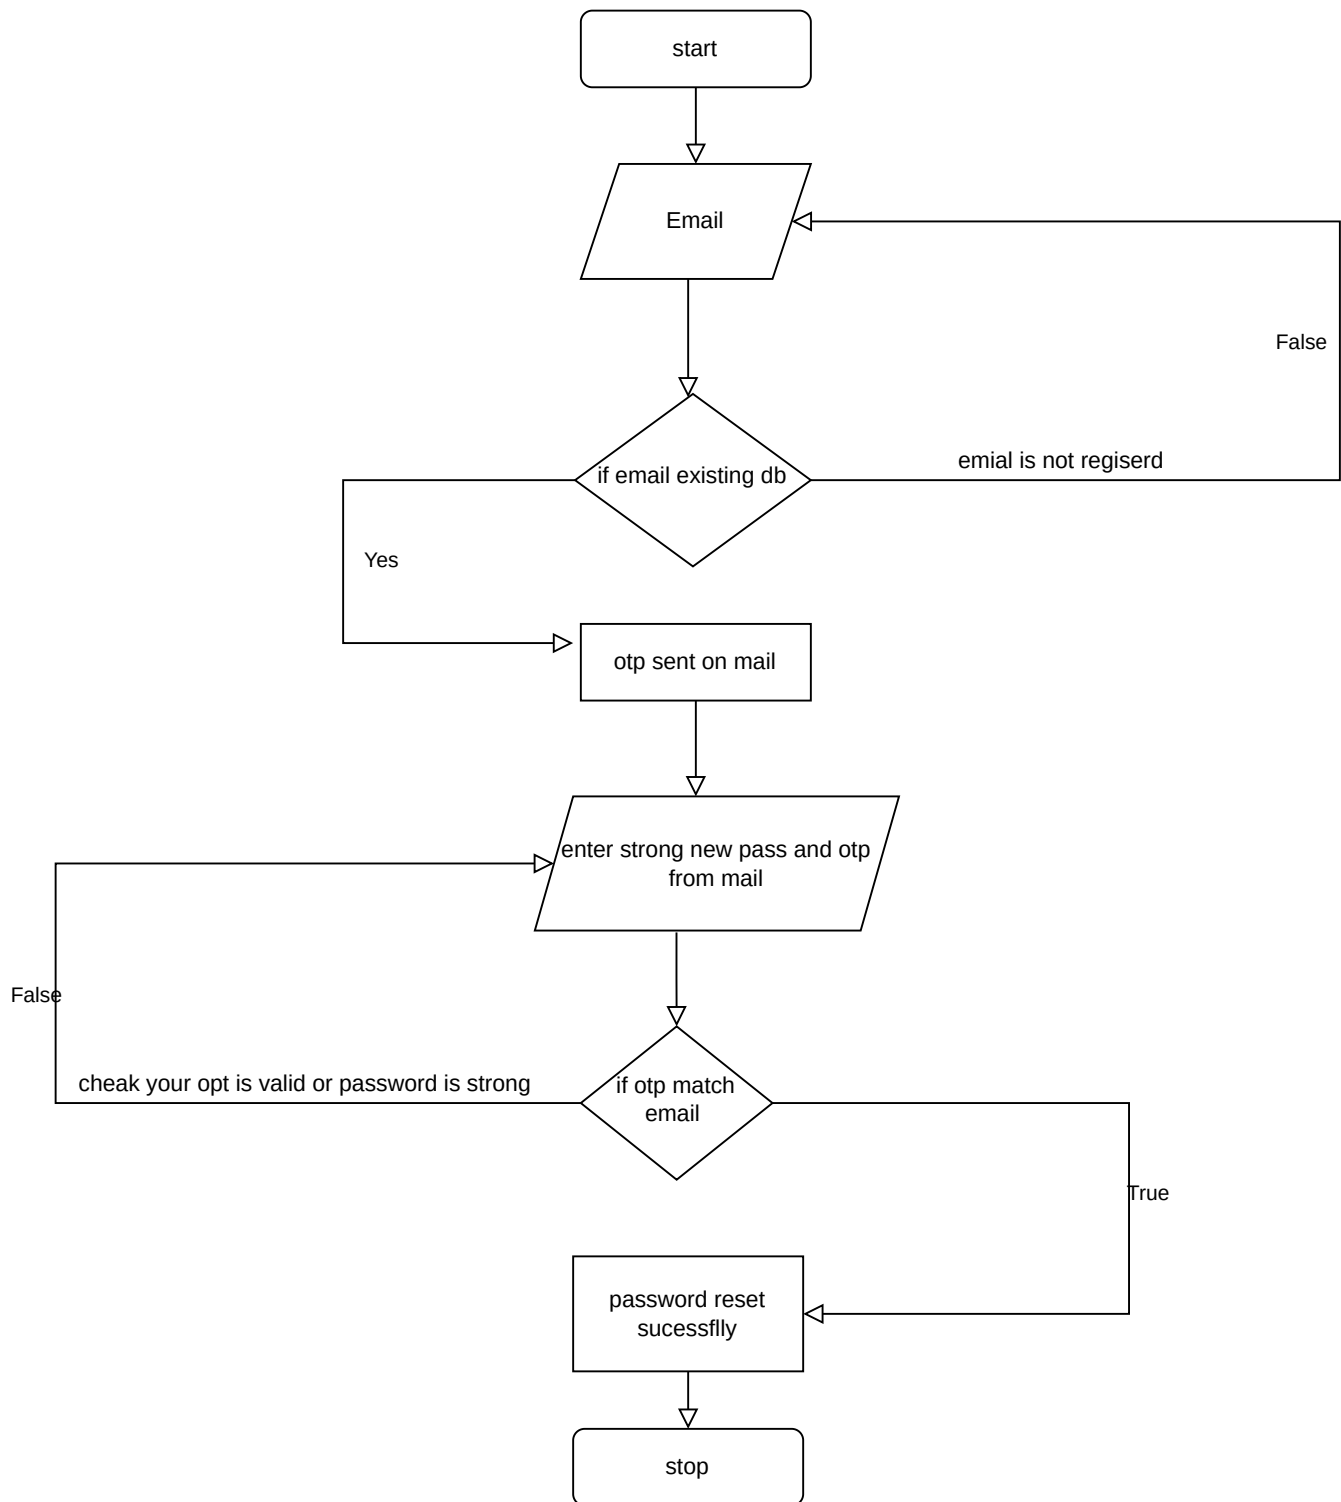 start
Email
False
emial is not regiserd
if email existing db
Yes
otp sent on mail
enter strong new pass and otp
from mail
False
cheak your opt is valid or password is strong
if otp match
email
True
password reset
sucessflly
stop